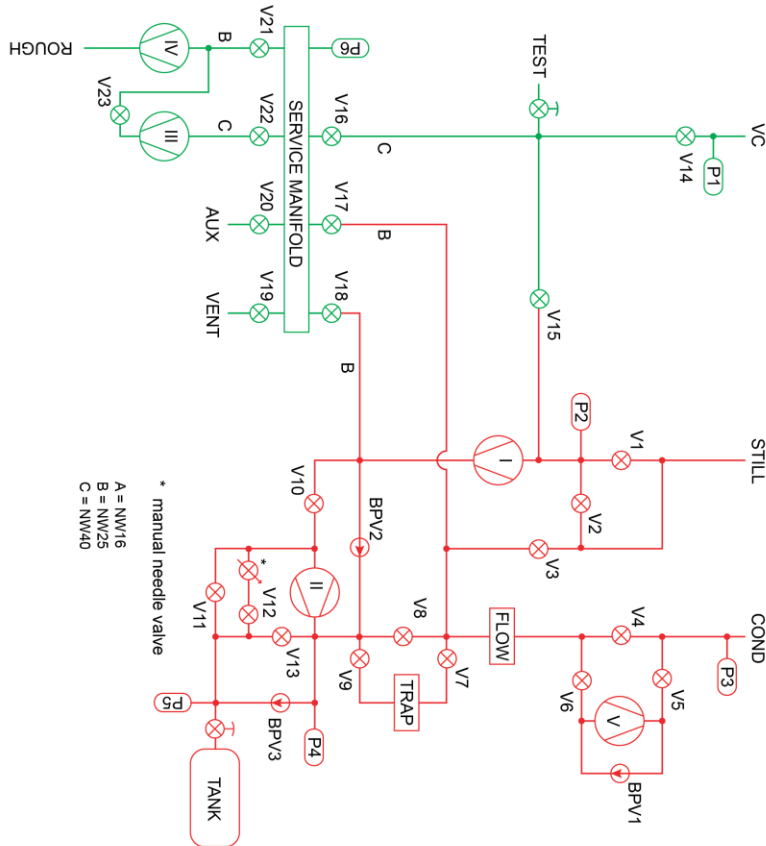 ROUGH
IV
B
V21
P6
V23
III
C
V22
V16
SERVICE MANIFOLD
C
TEST
V14
P1
VC
AUX
V20
V17
B
VENT
V19
V18
B
V15
P2
V1
STILL
I
V2
V3
V10
BPV2
II
* 
V12
V11
V13
V8
V9
V7
TRAP
FLOW
V4
COND
P3
V5
V6
V
BPV1
P5
BPV3
P4
TANK
* manual needle valve
A = NW16
B = NW25
C = NW40